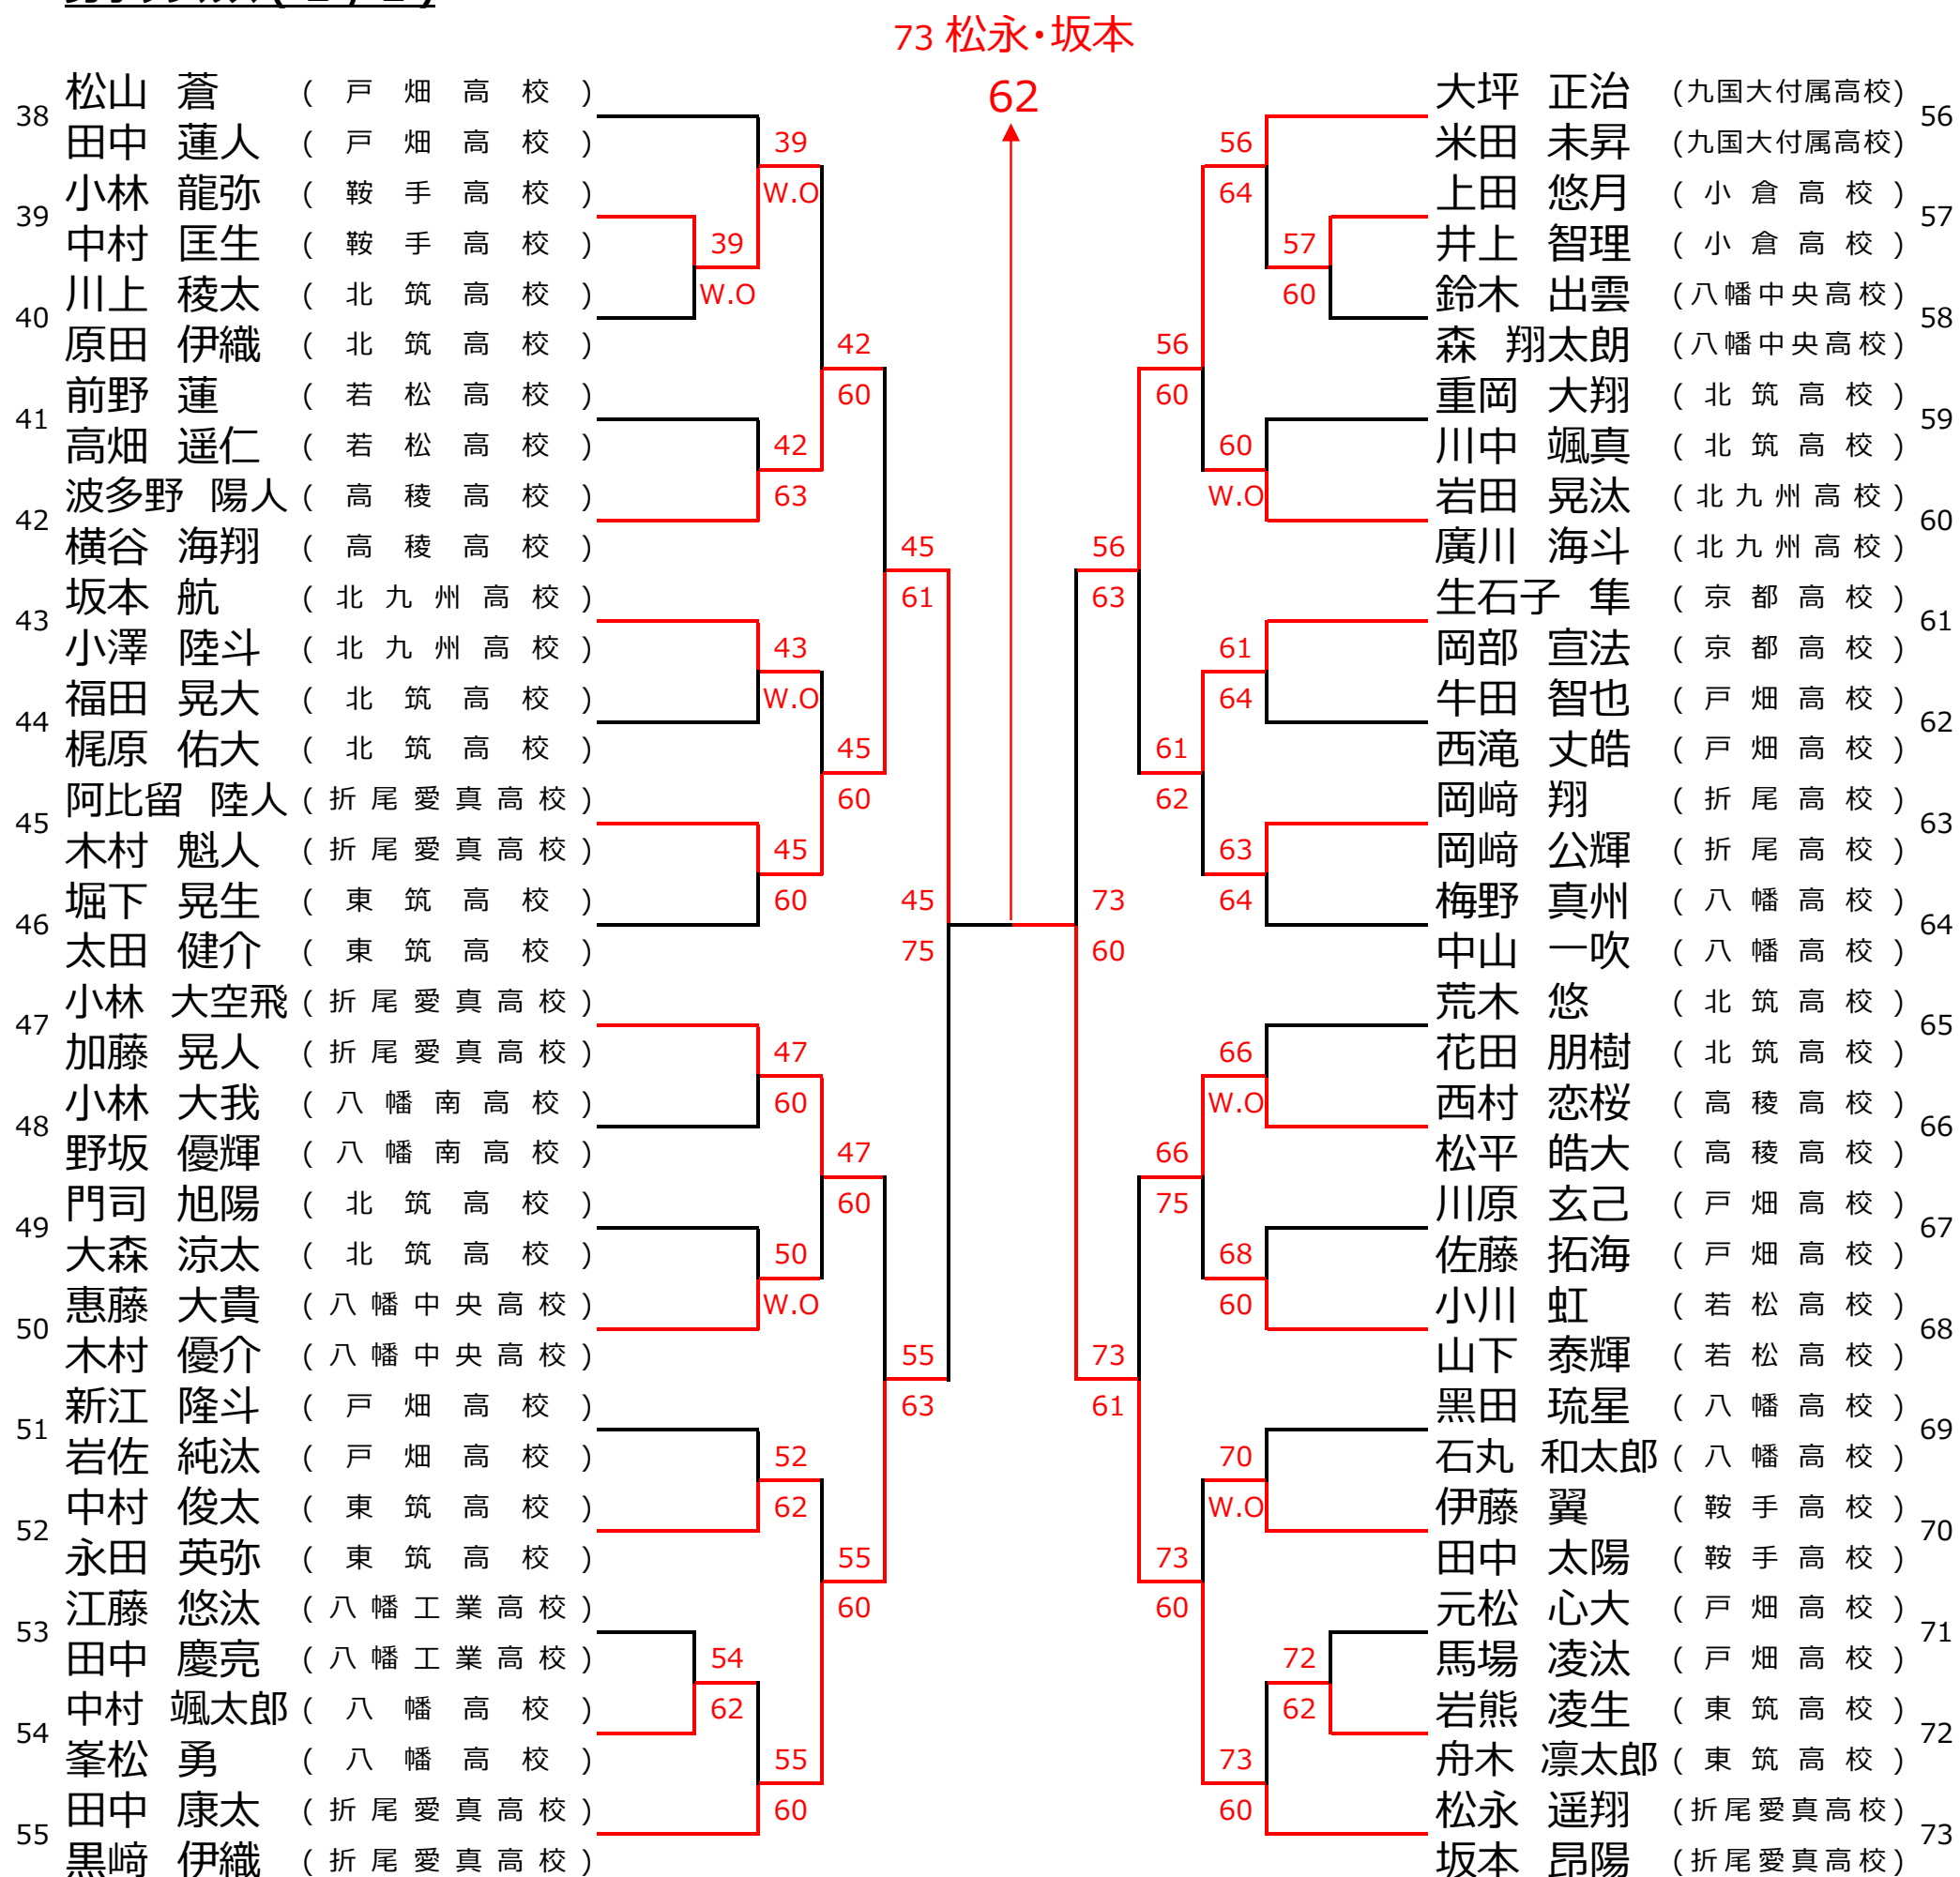 73 松永・坂本
62
38
松山 蒼 (戸畑高校)
田中 蓮人 (戸畑高校)
39
小林 龍弥 (鞍手高校)
中村 匡生 (鞍手高校)
40
川上 稜太 (北筑高校)
原田 伊織 (北筑高校)
41
前野 蓮 (若松高校)
高畑 遥仁 (若松高校)
42
波多野 陽人 (高稜高校)
横谷 海翔 (高稜高校)
43
坂本 航 (北九州高校)
小澤 陸斗 (北九州高校)
44
福田 晃大 (北筑高校)
梶原 佑大 (北筑高校)
45
阿比留 陸人 (折尾愛真高校)
木村 魁人 (折尾愛真高校)
46
堀下 晃生 (東筑高校)
太田 健介 (東筑高校)
47
小林 大空飛 (折尾愛真高校)
加藤 晃人 (折尾愛真高校)
48
小林 大我 (八幡南高校)
野坂 優輝 (八幡南高校)
49
門司 旭陽 (北筑高校)
大森 涼太 (北筑高校)
50
惠藤 大貴 (八幡中央高校)
木村 優介 (八幡中央高校)
51
新江 隆斗 (戸畑高校)
岩佐 純汰 (戸畑高校)
52
中村 俊太 (東筑高校)
永田 英弥 (東筑高校)
53
江藤 悠汰 (八幡工業高校)
田中 慶亮 (八幡工業高校)
54
中村 颯太郎 (八幡高校)
峯松 勇 (八幡高校)
55
田中 康太 (折尾愛真高校)
黒﨑 伊織 (折尾愛真高校)
39
W.O
39
W.O
42
60
42
63
45
61
43
W.O
45
60
45
60
45
75
47
60
47
60
50
W.O
55
63
52
62
55
60
54
62
55
60
56
64
57
60
56
60
60
W.O
56
63
61
64
61
62
63
64
73
60
66
W.O
66
75
68
60
73
61
70
W.O
73
60
72
62
73
60
大坪 正治 (九国大付属高校)
56
米田 未昇 (九国大付属高校)
上田 悠月 (小倉高校)
57
井上 智理 (小倉高校)
鈴木 出雲 (八幡中央高校)
58
森 翔太朗 (八幡中央高校)
重岡 大翔 (北筑高校)
59
川中 颯真 (北筑高校)
岩田 晃汰 (北九州高校)
60
廣川 海斗 (北九州高校)
生石子 隼 (京都高校)
61
岡部 宣法 (京都高校)
牛田 智也 (戸畑高校)
62
西滝 丈皓 (戸畑高校)
岡﨑 翔 (折尾高校)
63
岡﨑 公輝 (折尾高校)
梅野 真州 (八幡高校)
64
中山 一吹 (八幡高校)
荒木 悠 (北筑高校)
65
花田 朋樹 (北筑高校)
西村 恋桜 (高稜高校)
66
松平 皓大 (高稜高校)
川原 玄己 (戸畑高校)
67
佐藤 拓海 (戸畑高校)
小川 虹 (若松高校)
68
山下 泰輝 (若松高校)
黒田 琉星 (八幡高校)
69
石丸 和太郎 (八幡高校)
伊藤 翼 (鞍手高校)
70
田中 太陽 (鞍手高校)
元松 心大 (戸畑高校)
71
馬場 凌汰 (戸畑高校)
岩熊 凌生 (東筑高校)
72
舟木 凛太郎 (東筑高校)
松永 遥翔 (折尾愛真高校)
73
坂本 昂陽 (折尾愛真高校)